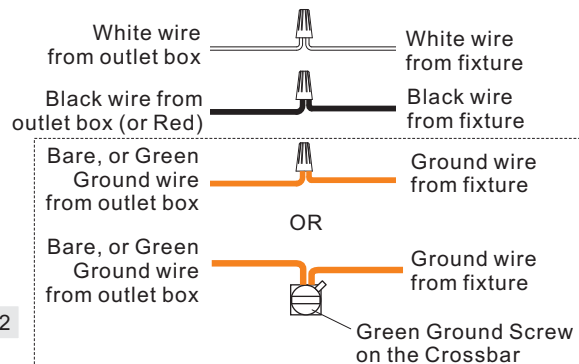 White wire
from outlet box
White wire
from fixture
Black wire from
outlet box (or Red)
Black wire
from fixture
Bare, or Green
Ground wire
from outlet box
Ground wire
from fixture
OR
Bare, or Green
Ground wire
from outlet box
Ground wire
from fixture
2
Green Ground Screw
on the Crossbar